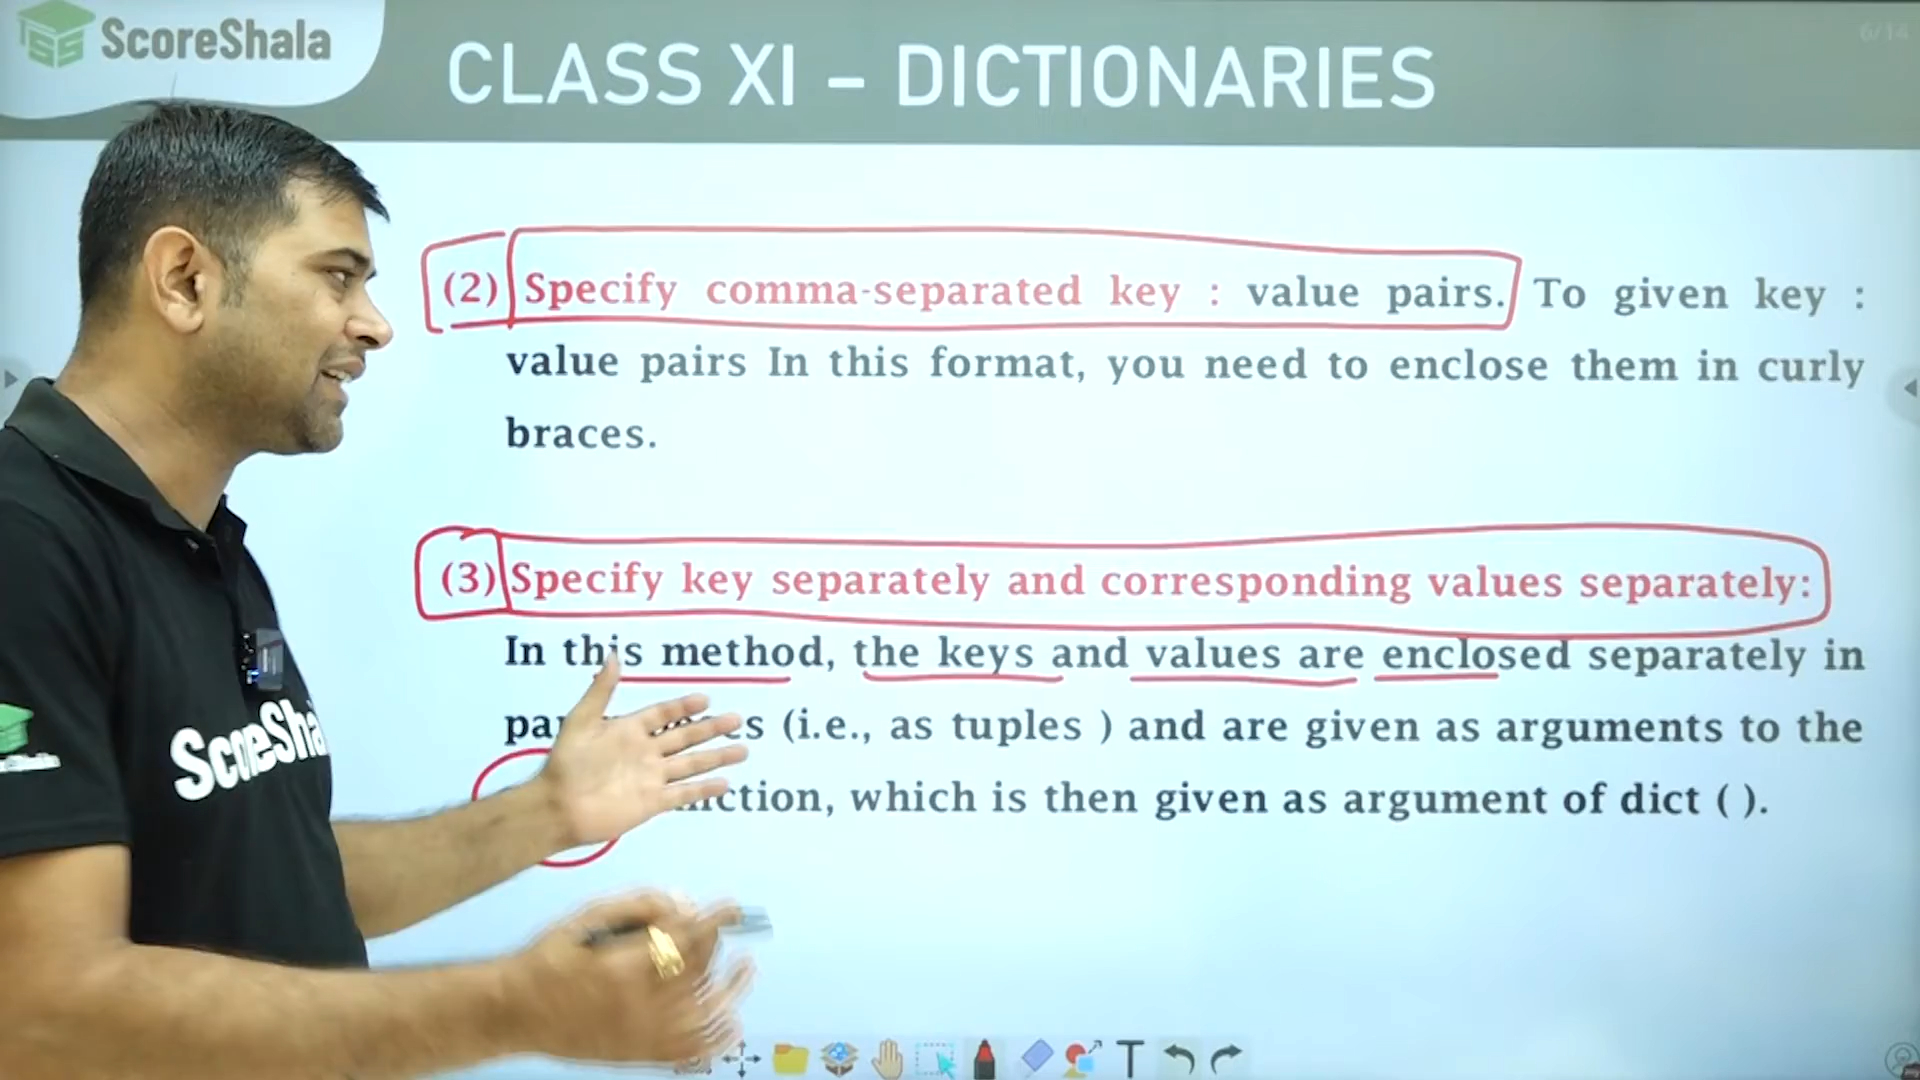 ScoreShala
6/14
CLASS XI – DICTIONARIES
(2) Specify comma-separated key : value pairs. To given key :
value pairs In this format, you need to enclose them in curly
braces.
(3) Specify key separately and corresponding values separately:
In this method, the keys and values are enclosed separately in
(i.e., as tuples ) and are given as arguments to the
which is then given as argument of dict ( ).
ScoreSha
T